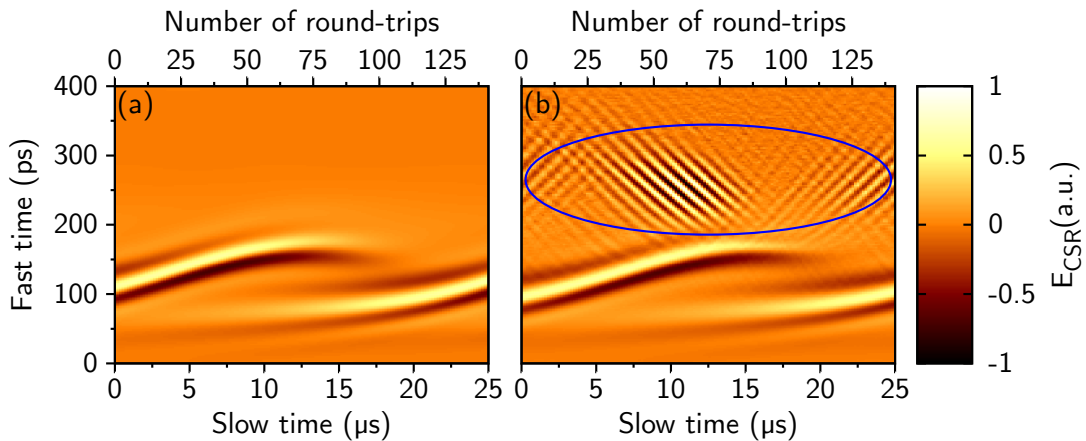 Number of round-trips Number of round-trips
0 25 50 75 100 125 0 25 50 75 100 125
400 (a) (b) 1
300 0.5
200 0
100 -0.5
0 -1
Fast time (ps)
E_CSR(a.u.)
0 5 10 15 20 25 0 5 10 15 20 25
Slow time (µs) Slow time (µs)